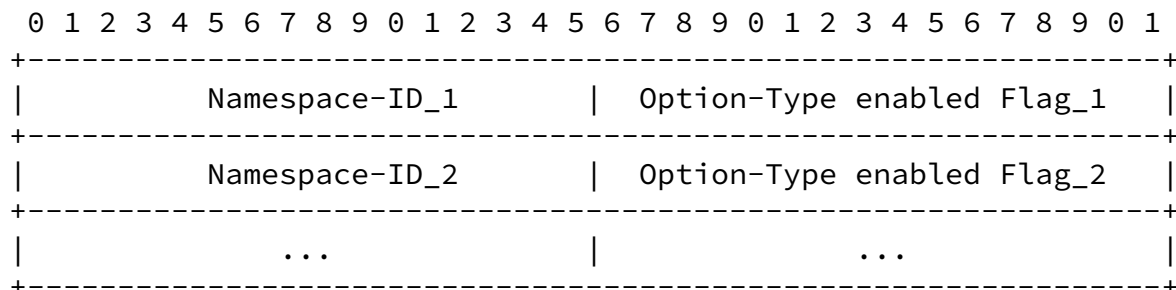 0 1 2 3 4 5 6 7 8 9 0 1 2 3 4 5 6 7 8 9 0 1 2 3 4 5 6 7 8 9 0 1
+---------------------------------------------------------------+
| Namespace-ID_1 | Option-Type enabled Flag_1 |
+---------------------------------------------------------------+
| Namespace-ID_2 | Option-Type enabled Flag_2 |
+---------------------------------------------------------------+
| ... | ... |
+---------------------------------------------------------------+